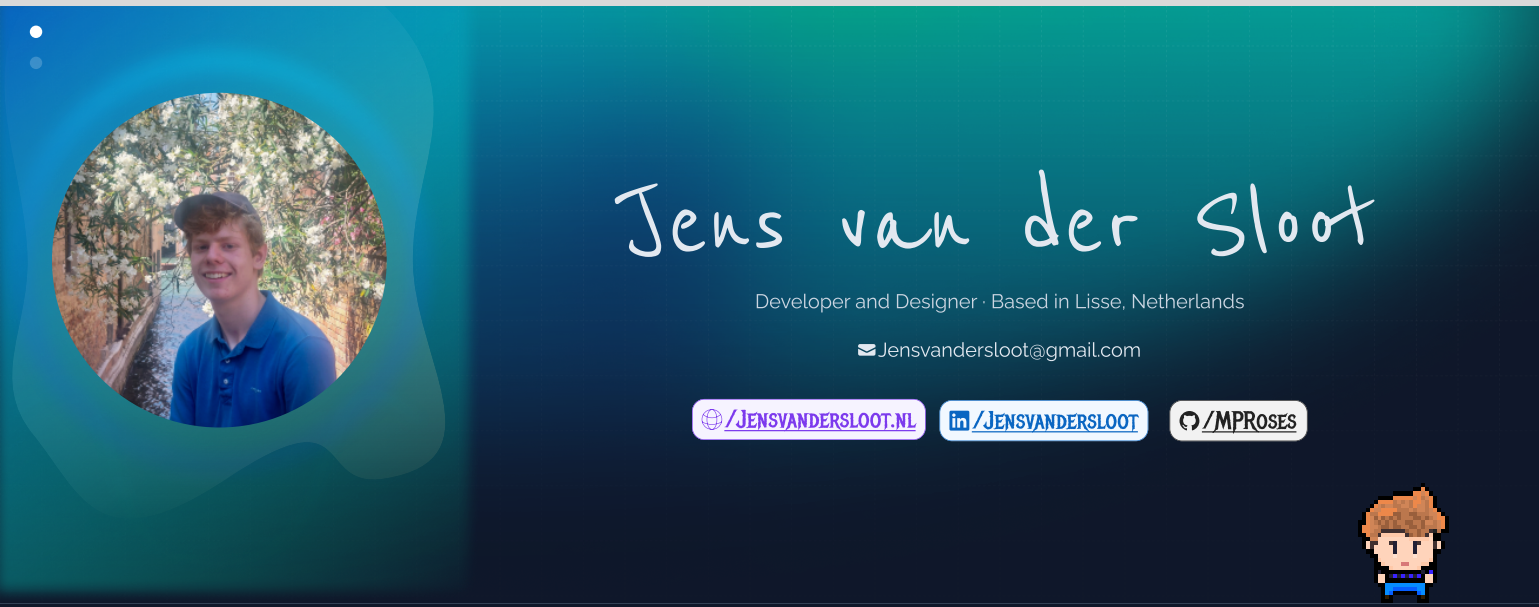 Jens van der Sloot
Developer and Designer · Based in Lisse, Netherlands
Jensvandersloot@gmail.com
/Jensvandersloot.nl /Jensvandersloot /MPRoses